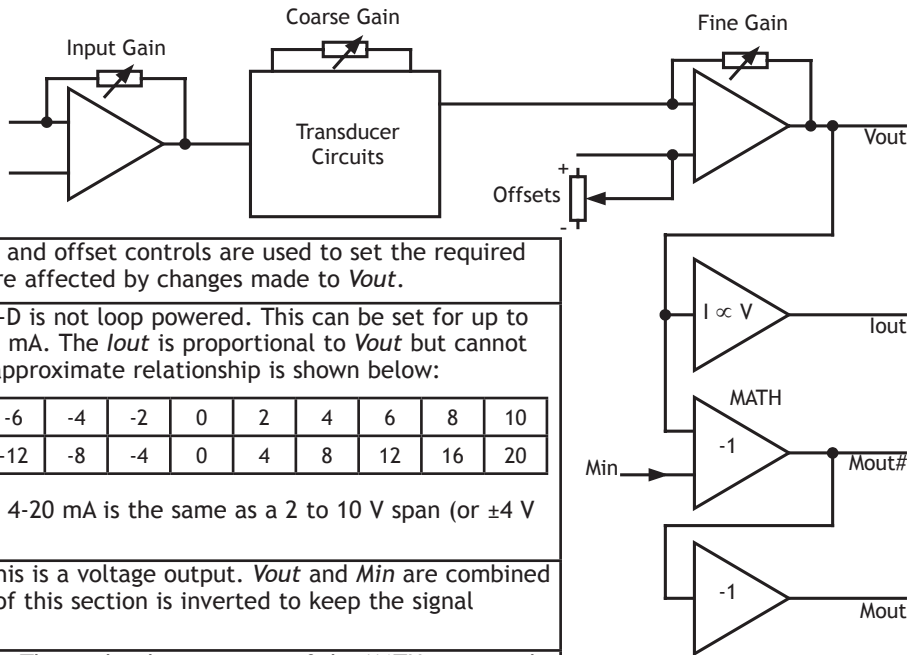 Coarse Gain
Input Gain
Fine Gain
Transducer
Circuits
Vout
+
Offsets
-
and offset controls are used to set the required
re affected by changes made to Vout.
-D is not loop powered. This can be set for up to
mA. The Iout is proportional to Vout but cannot
approximate relationship is shown below:
-6 -4 -2 0 2 4 6 8 10
-12 -8 -4 0 4 8 12 16 20
4-20 mA is the same as a 2 to 10 V span (or ±4 V
his is a voltage output. Vout and Min are combined
of this section is inverted to keep the signal
I ∝ V
Iout
MATH
-1
Min
Mout#
-1
Mout